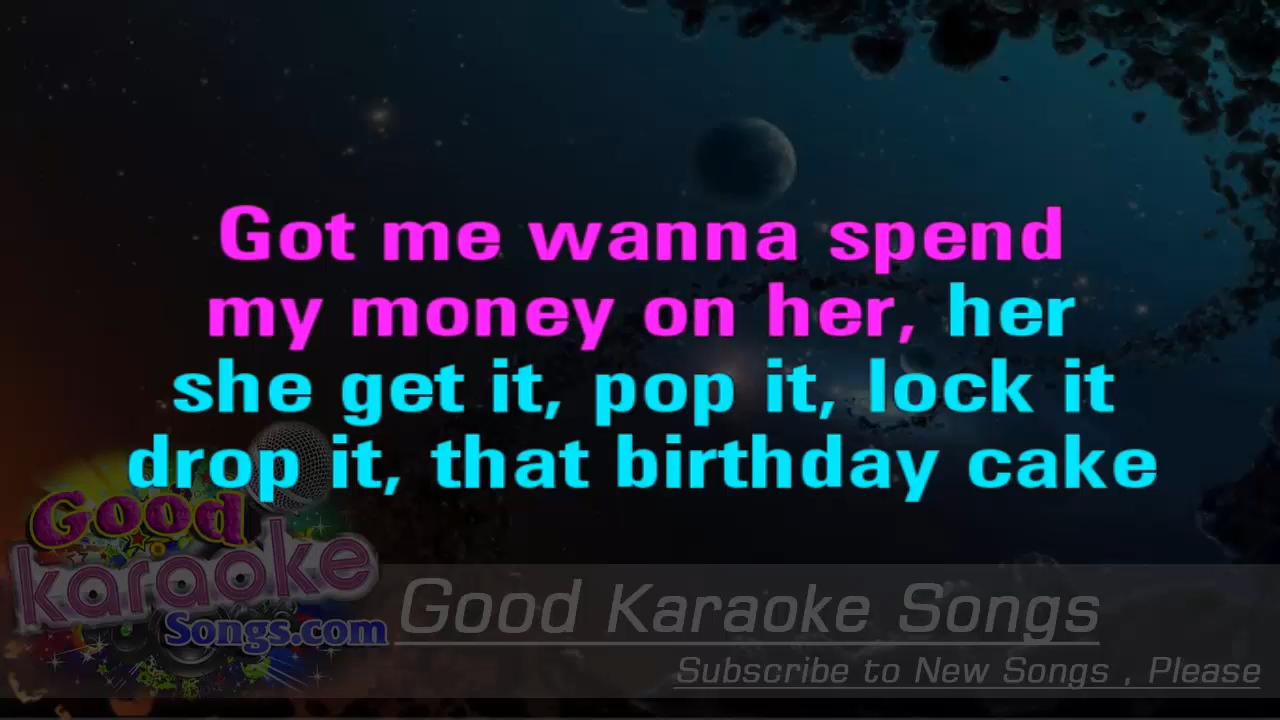 Got me wanna spend
my money on her, her
she get it, pop it, lock it
drop it, that birthday cake
Good
karaoke
Songs.com
Good Karaoke Songs
Subscribe to New Songs , Please